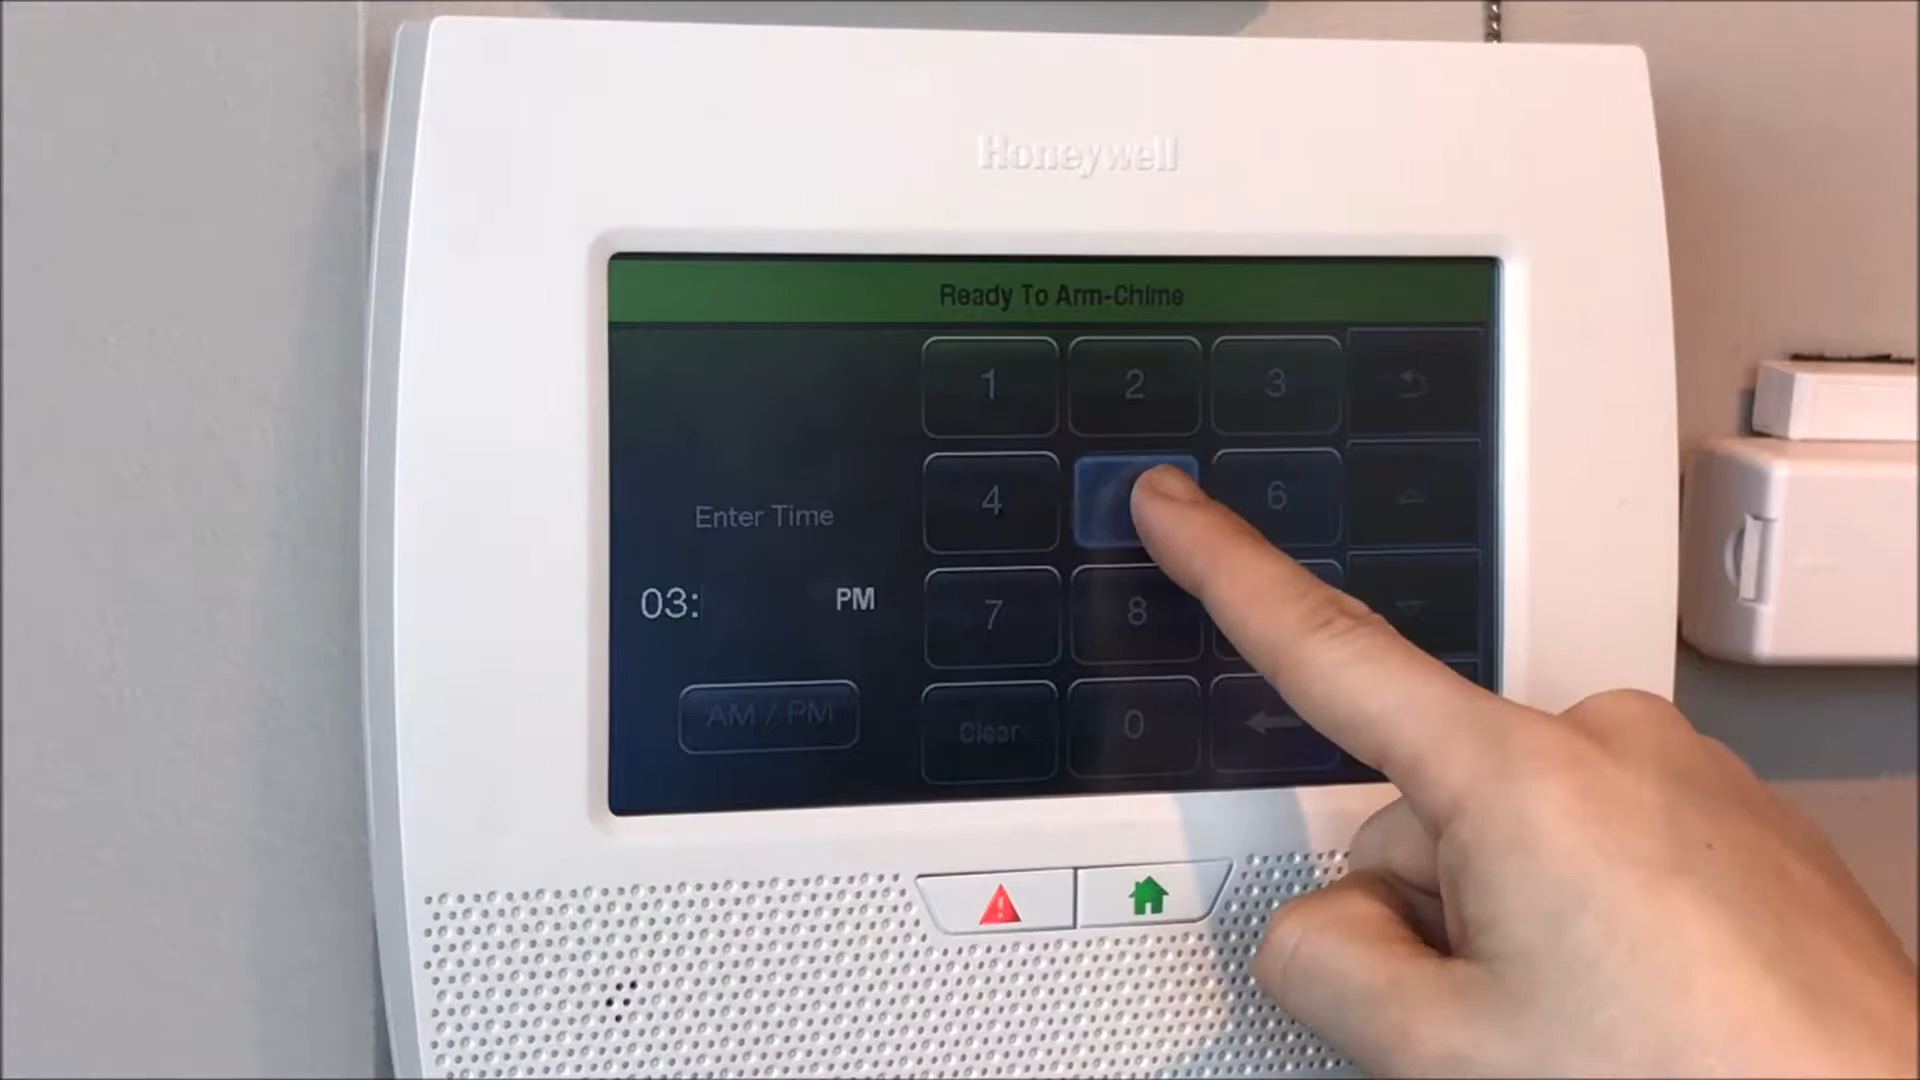 Honeywell
Ready To Arm-Chime
1 2 3
4 6
Enter Time
03: PM
7 8
AM / PM
Clear 0